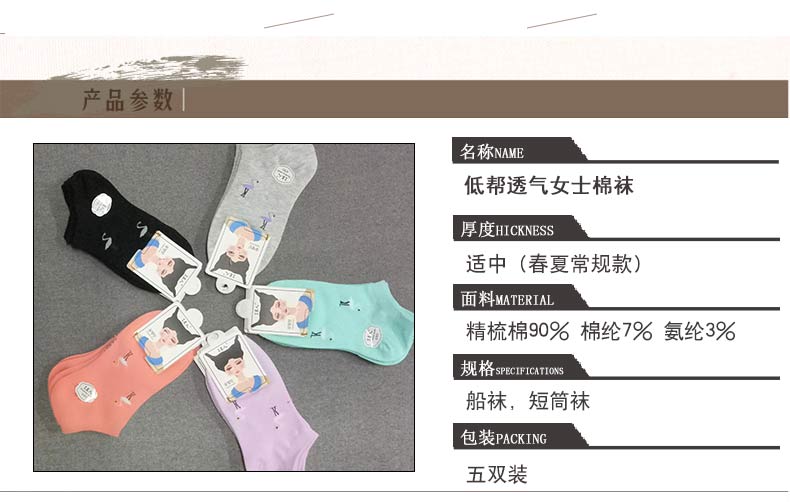 产品参数
名称NAME
低帮透气女士棉袜
厚度HICKNESS
适中（春夏常规款）
面料MATERIAL
精梳棉90% 棉纶7% 氨纶3%
规格SPECIFICATIONS
船袜，短筒袜
包装PACKING
五双装